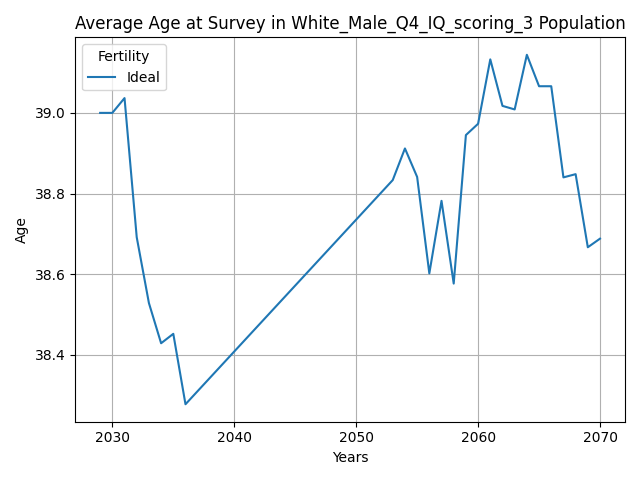 Average Age at Survey in White_Male_Q4_IQ_scoring_3 Population
Fertility
Ideal
39.0
38.8
38.6
38.4
Age
2030
2040
2050
2060
2070
Years